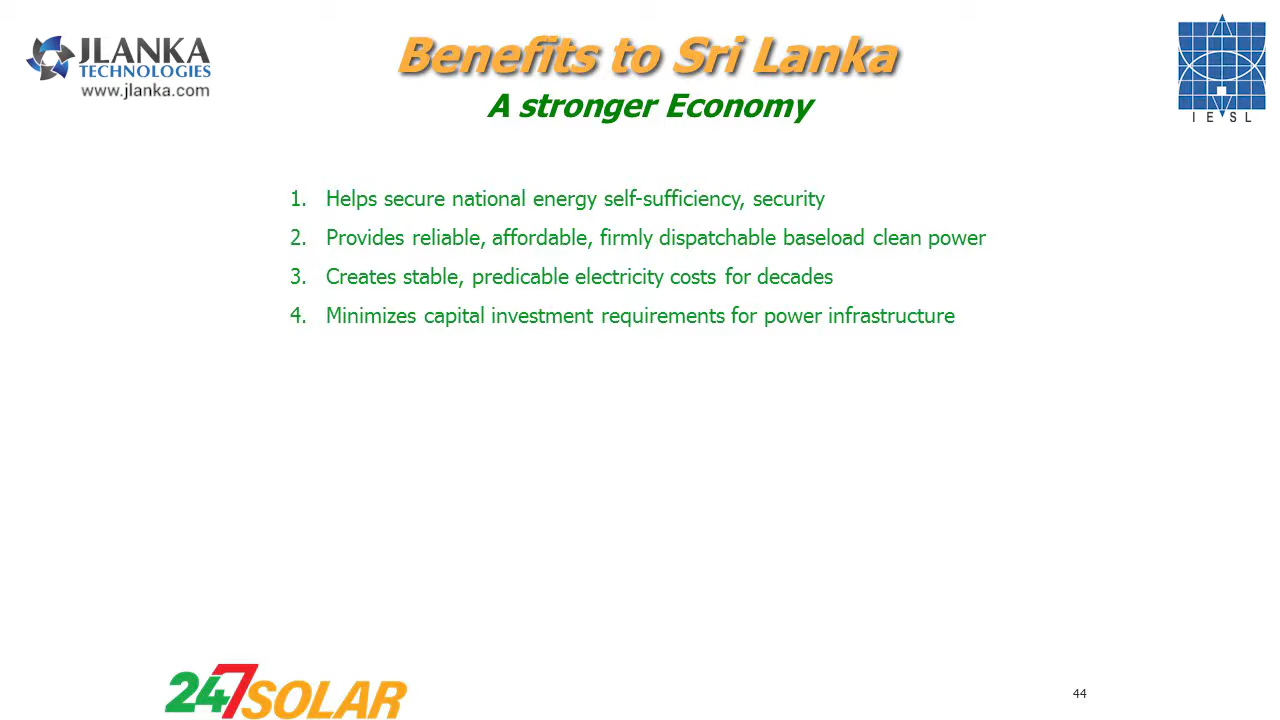 JLANKA
TECHNOLOGIES
www.jlanka.com
Benefits to Sri Lanka
A stronger Economy
I E S L
1. Helps secure national energy self-sufficiency, security
2. Provides reliable, affordable, firmly dispatchable baseload clean power
3. Creates stable, predicable electricity costs for decades
4. Minimizes capital investment requirements for power infrastructure
247SOLAR
44